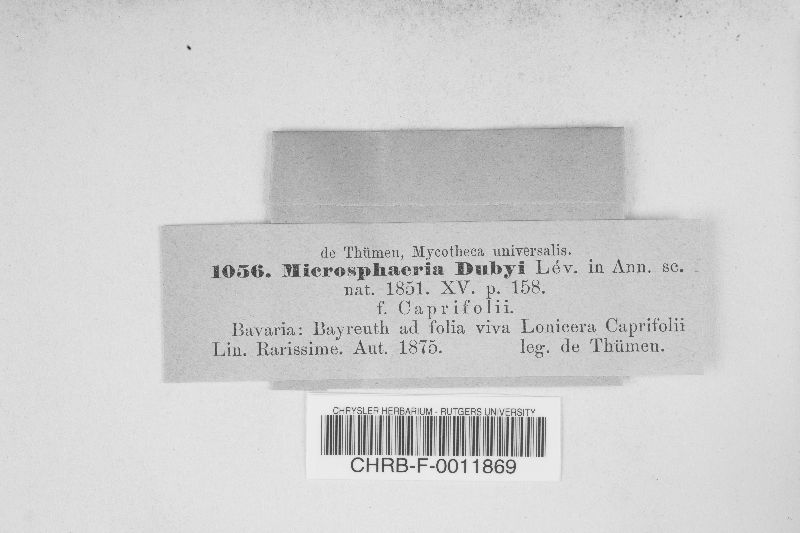 de Thümen, Mycotheca universalis.
1056. Microsphaeria Dubyi Lév. in Ann. sc.
nat. 1851. XV. p. 158.
f. Caprifolii.
Bavaria: Bayreuth ad folia viva Lonicera Caprifolii
Lin. Rarissime. Aut. 1875. leg. de Thümen.
CHRYSLER HERBARIUM - RUTGERS UNIVERSITY
CHRB-F-0011869